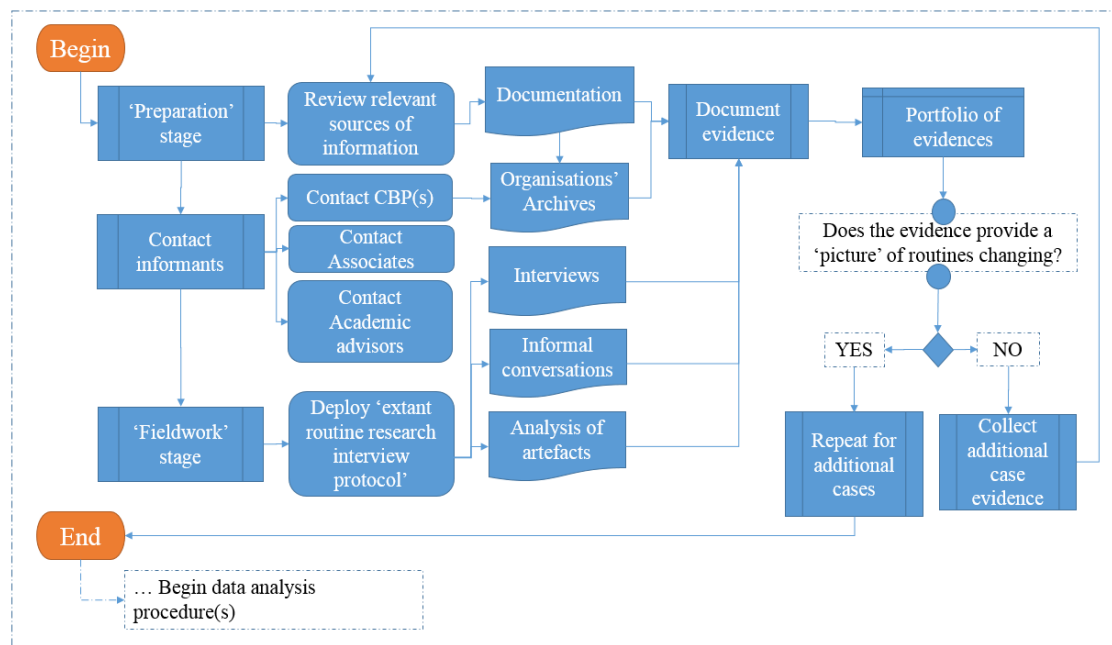 Begin
‘Preparation’
stage
Review relevant
sources of
information
Documentation
Document
evidence
Portfolio of
evidences
Contact CBP(s)
Organisations’
Archives
Contact
informants
Contact
Associates
Contact
Academic
advisors
Interviews
Informal
conversations
Analysis of
artefacts
‘Fieldwork’
stage
Deploy ‘extant
routine research
interview
protocol’
Does the evidence provide a
‘picture’ of routines changing?
YES
NO
Repeat for
additional
cases
Collect
additional
case
evidence
End
… Begin data analysis
procedure(s)